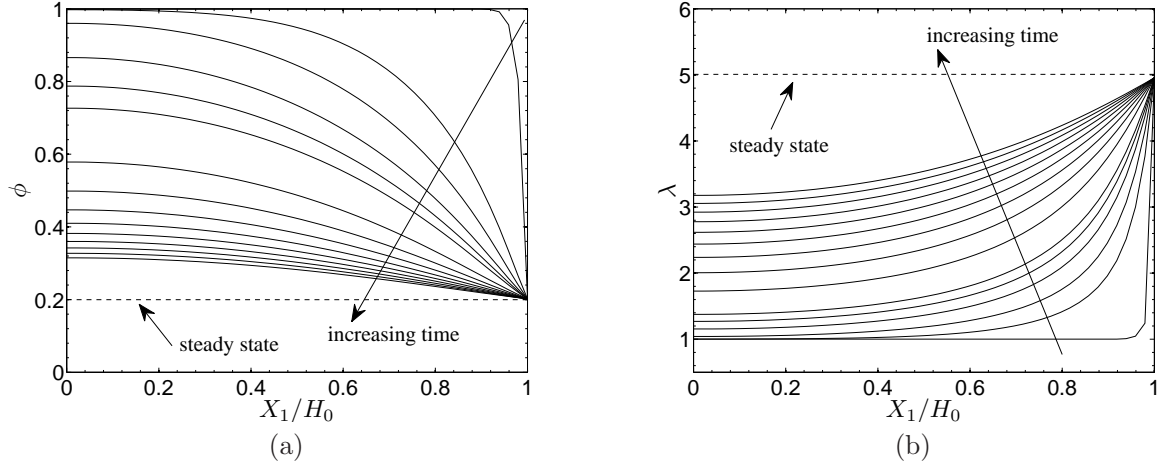 1
0.8
0.6
0.4
0.2
0
ϕ
0 0.2 0.4 0.6 0.8 1
X₁/H₀
increasing time
steady state
(a)
6
5
4
3
2
1
λ
0 0.2 0.4 0.6 0.8 1
X₁/H₀
increasing time
steady state
(b)